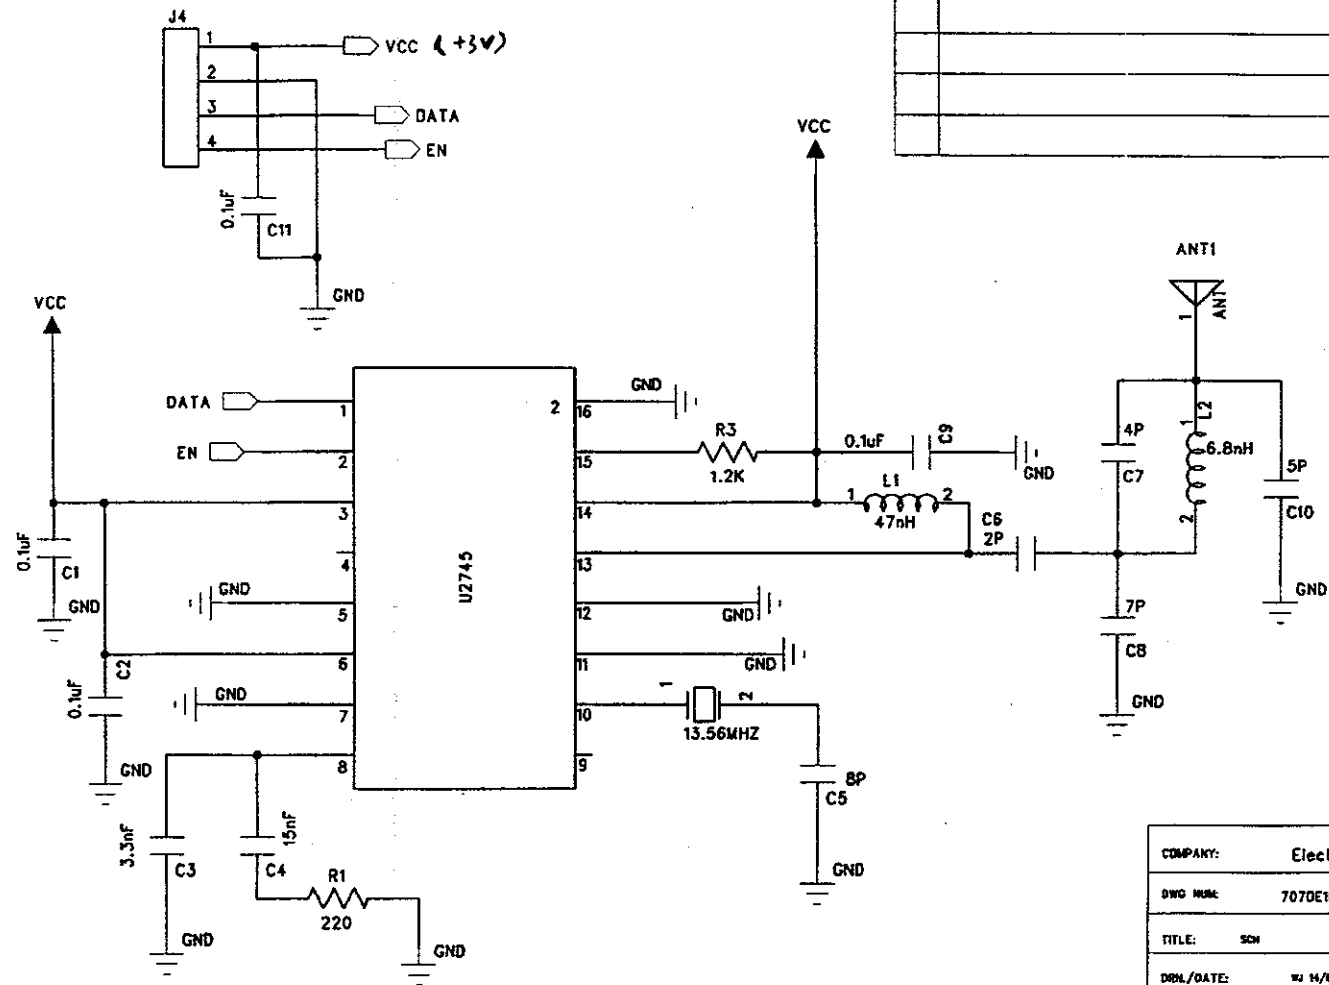 J4
1
VCC (+3V)
2
3
DATA
4
EN
0.1uF
C11
GND
VCC
ANT1
ANT
1
VCC
DATA
1
2
16
GND
EN
2
15
R3
1.2K
0.1uF
C9
GND
3
14
1
L1
2
47nH
4
13
C6
2P
4P
C7
1
L2
6.8nH
2
5P
C10
GND
0.1uF
C1
GND
U2745
GND
5
12
GND
7P
C8
GND
C2
0.1uF
GND
6
11
GND
GND
7
10
1
2
13.56MHZ
8
9
8P
C5
GND
3.3nF
C3
GND
15nF
C4
R1
220
GND
COMPANY: Elect
DWG NUM: 7070E1
TITLE: SCH
DRN./DATE: WJ 14/